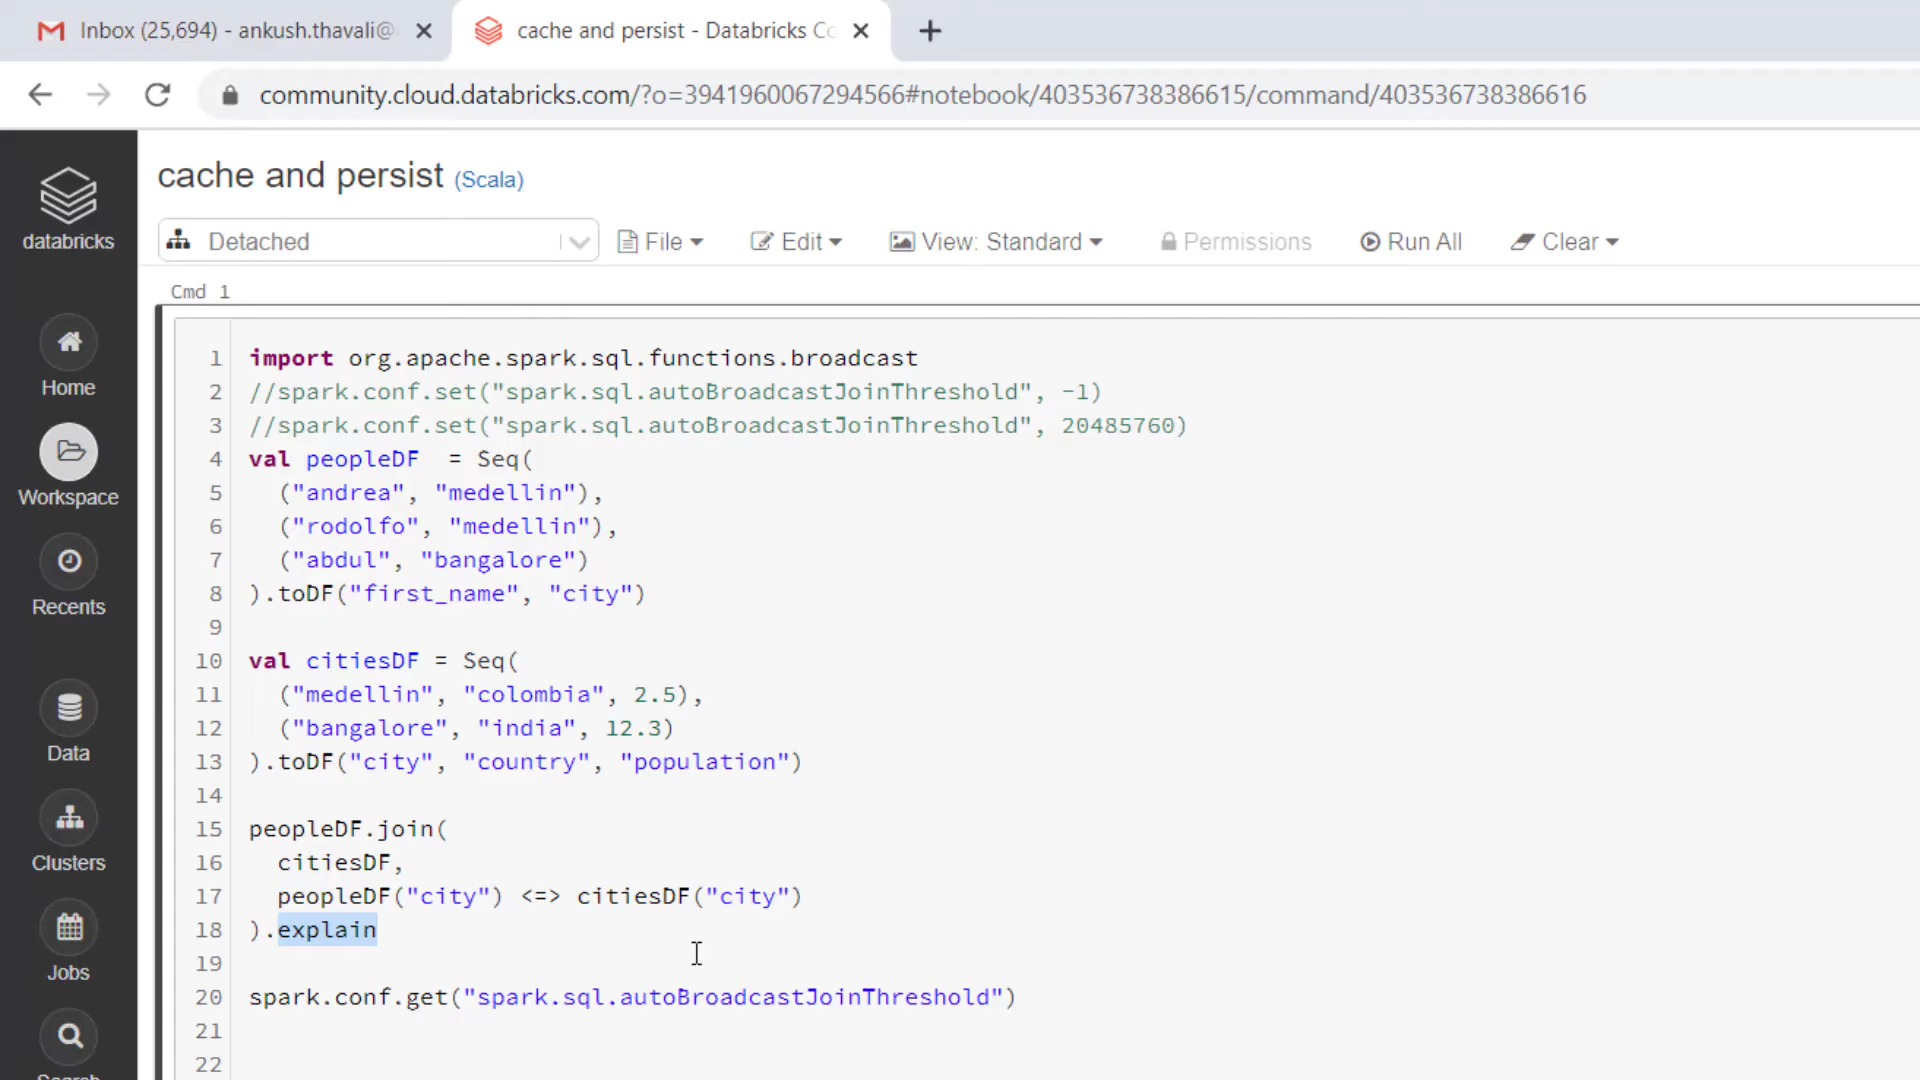 Inbox (25,694) - ankush.thavali@
cache and persist - Databricks Co
community.cloud.databricks.com/?o=3941960067294566#notebook/403536738386615/command/403536738386616
databricks
Home
Workspace
Recents
Data
Clusters
Jobs
Search
cache and persist (Scala)
Detached File Edit View: Standard Permissions Run All Clear
Cmd 1
1 import org.apache.spark.sql.functions.broadcast
2 //spark.conf.set("spark.sql.autoBroadcastJoinThreshold", -1)
3 //spark.conf.set("spark.sql.autoBroadcastJoinThreshold", 20485760)
4 val peopleDF  = Seq(
5   ("andrea", "medellin"),
6   ("rodolfo", "medellin"),
7   ("abdul", "bangalore")
8 ).toDF("first_name", "city")
9
10 val citiesDF = Seq(
11   ("medellin", "colombia", 2.5),
12   ("bangalore", "india", 12.3)
13 ).toDF("city", "country", "population")
14
15 peopleDF.join(
16   citiesDF,
17   peopleDF("city") <=> citiesDF("city")
18 ).explain
19
20 spark.conf.get("spark.sql.autoBroadcastJoinThreshold")
21
22